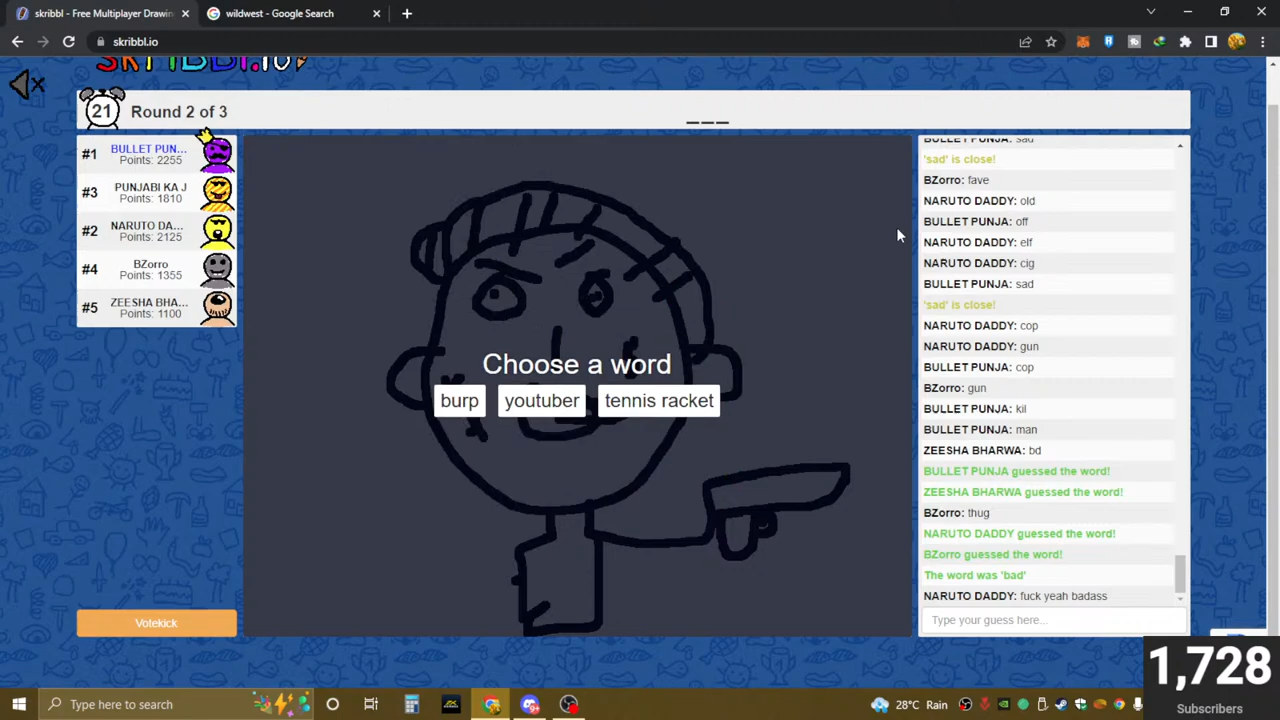 skribbl - Free Multiplayer Drawin
wildwest - Google Search
skribbl.io
21
Round 2 of 3
___
#1 BULLET PUN...
Points: 2255
#3 PUNJABI KA J
Points: 1810
#2 NARUTO DA...
Points: 2125
#4 BZorro
Points: 1355
#5 ZEESHA BHA...
Points: 1100
Votekick
Choose a word
burp youtuber tennis racket
BULLET PUNJA: sad
'sad' is close!
BZorro: fave
NARUTO DADDY: old
BULLET PUNJA: off
NARUTO DADDY: elf
NARUTO DADDY: cig
BULLET PUNJA: sad
'sad' is close!
NARUTO DADDY: cop
NARUTO DADDY: gun
BULLET PUNJA: cop
BZorro: gun
BULLET PUNJA: kil
BULLET PUNJA: man
ZEESHA BHARWA: bd
BULLET PUNJA guessed the word!
ZEESHA BHARWA guessed the word!
BZorro: thug
NARUTO DADDY guessed the word!
BZorro guessed the word!
The word was 'bad'
NARUTO DADDY: fuck yeah badass
Type your guess here...
1,728
Subscribers
Type here to search
28°C Rain